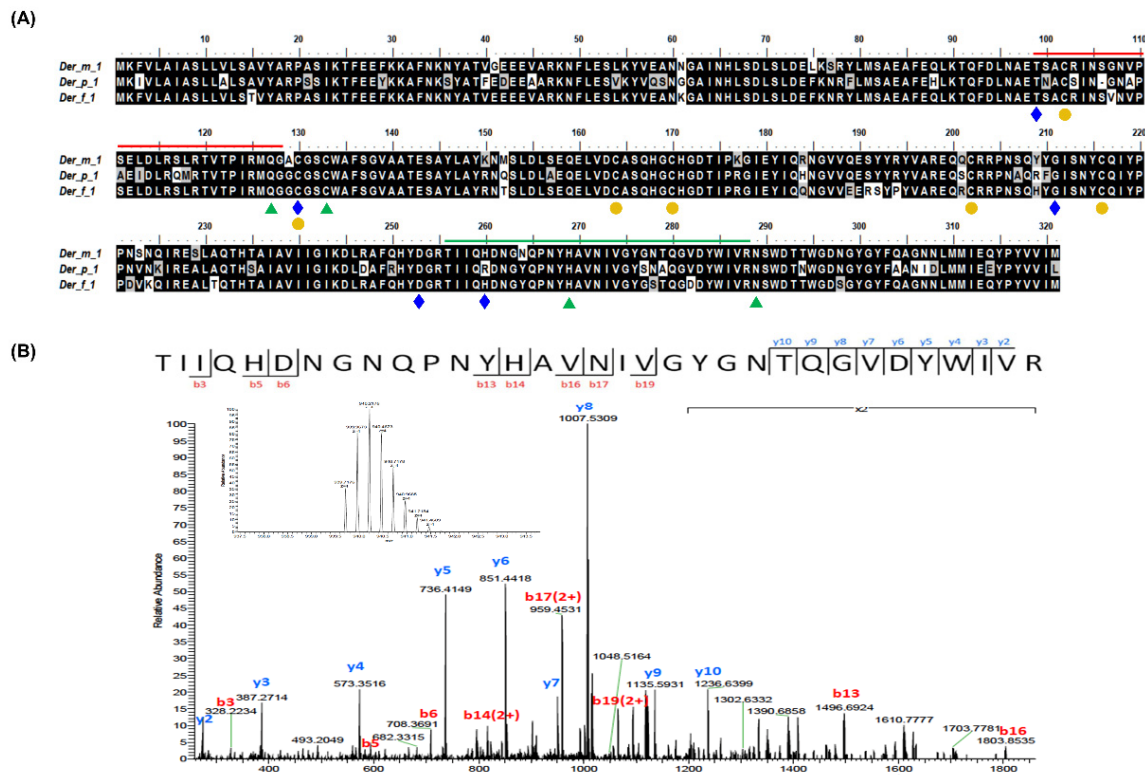 (A)
10 20 30 40 50 60 70 80 90 100 110
Der_m_1 MKFVLAIASLLVLSAVYARPASIKTFEEFKKAFNKNYATVGEEEVARKNFLESLKYVEANNGAINHLSDLSLDELKSRYLMSAEAFEQLKTQFDLNAETSACRINSGNVP
Der_p_1 MKIVLAIASLLALSAVYARPSSIKTFEEYKKAFNKSYATFEDEEAARKNFLESVKYVQSNGGAINHLSDLSLDEFKNRFLMSAEAFEHLKTQFDLNAETNACSIN-GNAP
Der_f_1 MKFVLAIASLLVLSTVYARPASIKTFEEFKKAFNKNYATVEEEEVARKNFLESLKYVEANKGAINHLSDLSLDEFKNRYLMSAEAFEQLKTQFDLNAETSACRINSVNVP
120 130 140 150 160 170 180 190 200 210 220
Der_m_1 SELDLRSLRTVTPIRMQGACGSCWAFSGVAATESAYLAYKNMSLDLSEQELVDCASQHGCHGDTIPKGIEYIQRNGVVQESYYRYVAREQQCRRPNSQYYGISNYCQIYP
Der_p_1 AEIDLRQMRTVTPIRMQGGCGSCWAFSGVAATESAYLAYRNQSLDLAEQELVDCASQHGCHGDTIPRGIEYIQHNGVVQESYYRYVAREQSCRRPNAQRFGISNYCQIYP
Der_f_1 SELDLRSLRTVTPIRMQGGCGSCWAFSGVAATESAYLAYRNTSLDLSEQELVDCASQHGCHGDTIPRGIEYIQQNGVVEERSYPYVAREQRCRRPNSQHYGISNYCQIYP
230 240 250 260 270 280 290 300 310 320
Der_m_1 PNSNQIRESLAQTHTAIAVIIGIKDLRAFQHYDGRTIIQHDNGNQPNYHAVNIVGYGNTQGVDYWIVRNSWDTTWGDNGYGYFQAGNNLMMIEQYPYVVIM
Der_p_1 PNVNKIREALAQTHSAIAVIIGIKDLDAFRHYDGRTIIQRDNGYQPNYHAVNIVGYSNAQGVDYWIVRNSWDTNWGDNGYGYFAANIDLMMIEEYPYVVIL
Der_f_1 PDVKQIREALTQTHTAIAVIIGIKDLRAFQHYDGRTIIQHDNGYQPNYHAVNIVGYGSTQGDDYWIVRNSWDTTWGDSGYGYFQAGNNLMMIEQYPYVVIM
(B)
y10 y9 y8 y7 y6 y5 y4 y3 y2
TIIQHDNGNQPNYHAVNIVGYGNTQGVDYWIVR
b3 b5 b6 b13 b14 b16 b17 b19
x2
y8
1007.5309
Relative Abundance
100
95
90
85
80
75
70
65
60
55
50
45
40
35
30
25
20
15
10
5
0
y2
b3
328.2234
y3
387.2714
493.2049
y4
573.3516
b5
682.3315
708.3691
b6
y5
736.4149
b14(2+)
y6
851.4418
y7
b17(2+)
959.4531
1048.5164
b19(2+)
y9
1135.5931
y10
1236.6399
1302.6332
1390.6858
b13
1496.6924
1610.7777
1703.7781
b16
1803.8535
400 600 800 1000 1200 1400 1600 1800